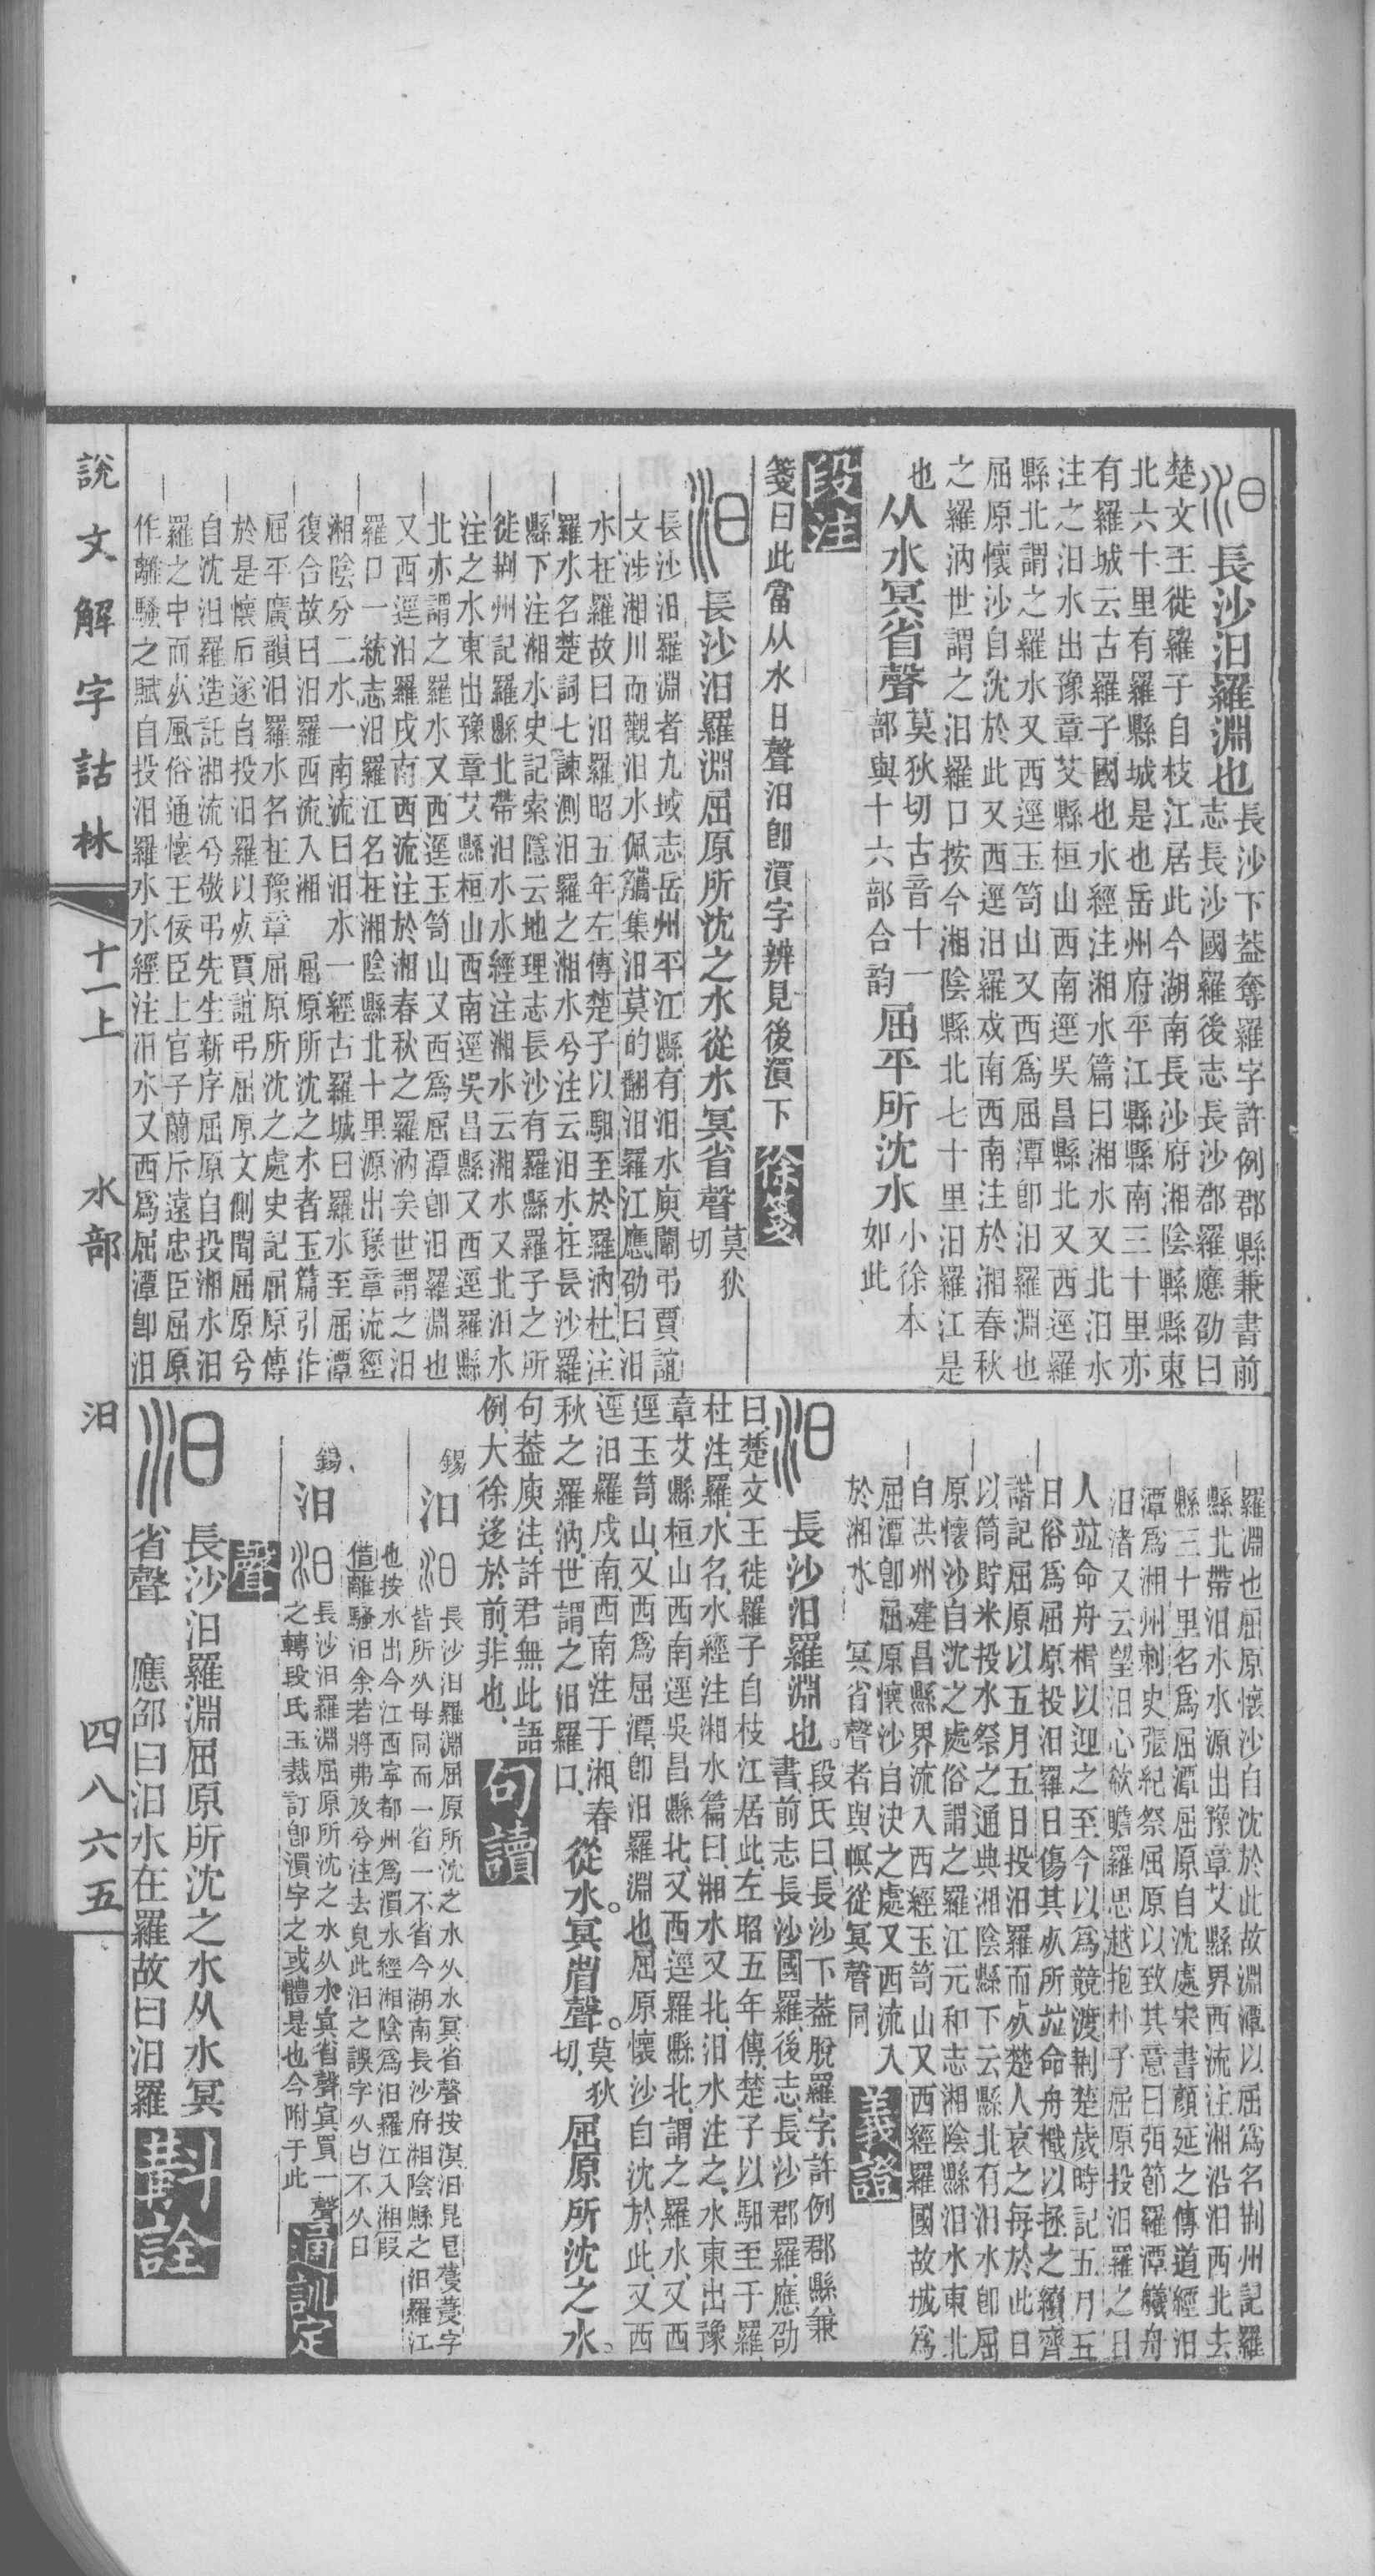 長沙汨羅淵也
長沙下葢奪羅字許例郡縣兼書前
志長沙國羅後志長沙郡羅應劭曰
楚文王徙羅子自枝江居此今湖南長沙府湘陰縣縣東
北六十里有羅縣城是也岳州府平江縣縣南三十里亦
有羅城云古羅子國也水經注湘水篇曰湘水又北汨水
注之汨水出豫章艾縣桓山西南逕吳昌縣北又西逕羅
縣北謂之羅水又西逕玉笥山又西爲屈潭卽汨羅淵也
屈原懷沙自沈於此又西逕汨羅戍南西南注於湘春秋
之羅汭世謂之汨羅口按今湘陰縣北七十里汨羅江是
也
从水冥省聲
莫狄切古音十一
部與十六部合韵
屈平所沈水
小徐本
如此
段注
箋曰此當从水日聲汨卽湏字辨見後湏下
徐箋
汨
長沙汨羅淵屈原所沈之水從水冥省聲
莫狄
切
長沙汨羅淵者九域志岳州平江縣有汨水庾闡弔賈誼
文涉湘川而觀汨水佩觿集汨莫的翻汨羅江應劭曰汨
水在羅故曰汨羅昭五年左傳楚子以馹至於羅汭杜注
羅水名楚詞七諫測汨羅之湘水兮注云汨水在長沙羅
縣下注湘水史記索隱云地理志長沙有羅縣羅子之所
徙荆州記羅縣北帶汨水水經注湘水云湘水又北汨水
注之水東出豫章艾縣桓山西南逕吳昌縣又西逕羅縣
北亦謂之羅水又西逕玉笥山又西爲屈潭卽汨羅淵也
又西逕汨羅戍南西流注於湘春秋之羅汭矣世謂之汨
羅口一統志汨羅江名在湘陰縣北十里源出豫章流經
湘陰分二水一南流曰汨水一經古羅城曰羅水至屈潭
復合故曰汨羅西流入湘　屈原所沈之水者玉篇引作
屈平廣韻汨羅水名在豫章屈原所沈之處史記屈原傳
於是懷石遂自投汨羅以死賈誼弔屈原文側聞屈原兮
自沈汨羅造託湘流兮敬弔先生新序屈原自投湘水汨
羅之中而死風俗通懷王佞臣上官子蘭斥遠忠臣屈原
作離騷之賦自投汨羅水水經注汨水又西爲屈潭卽汨
羅淵也屈原懷沙自沈於此故淵潭以屈爲名荆州記羅
縣北帶汨水水源出豫章艾縣界西流注湘沿汨西北去
縣三十里名爲屈潭屈原自沈處宋書顏延之傳道經汨
潭爲湘州刺史張紀祭屈原以致其意曰弭節羅潭艤舟
汨渚又云望汨心欷瞻羅思越抱朴子屈原投汨羅之日
人竝命舟楫以迎之至今以爲競渡荆楚歲時記五月五
日俗爲屈原投汨羅日傷其死所竝命舟檝以拯之續齊
諧記屈原以五月五日投汨羅而死楚人哀之每於此日
以筒貯米投水祭之通典湘陰縣下云縣北有汨水卽屈
原懷沙自沈之處俗謂之羅江元和志湘陰縣汨水東北
自洪州建昌縣界流入西經玉笥山又西經羅國故城爲
屈潭卽屈原懷沙自沈之處又西流入
於湘水　冥省聲者與幎從冥聲同
義證
汨
長沙汨羅淵也。
段氏曰、長沙下葢脫羅字、許例郡縣兼
書前志長沙國羅、後志、長沙郡羅、應劭
曰、楚文王徙羅子自枝江居此、左昭五年傳、楚子以馹至于羅、
杜注、羅、水名、水經注湘水篇曰、湘水又北、汨水注之、水東出豫
章艾縣桓山、西南逕吳昌縣北、又西逕羅縣北、謂之羅水、又西
逕玉笥山、又西爲屈潭、卽汨羅淵也、屈原懷沙自沈於此、又西
逕汨羅戍南、西南注于湘、春
秋之羅汭、世謂之汨羅口、
從水。冥省聲。
莫狄
切、
屈原所沈之水。
句葢庾注、許君無此語
例、大徐迻於前、非也、
句讀
錫
汨
長沙汨羅淵屈原所沈之水从水冥省聲按
皆所从母同而一省一不省今湖南長沙府湘陰縣之汨羅江
也按水出今江西寧都州爲湏水經湘陰爲汨羅江入湘叚
借離騷汨余若將弗及兮注去皃此汨之誤字从曰不从日
錫、
汨
長沙汨羅淵屈原所沈之水从水冥省聲
之轉段氏玉裁訂卽湏字之或體是也今附于此
聲
通訓定
汨
長沙汨羅淵屈原所沈之水从水冥
省聲　應邵曰汨水在羅故曰汨羅
斠詮
說文解字詁林
十一上
水部
汨
四八六五